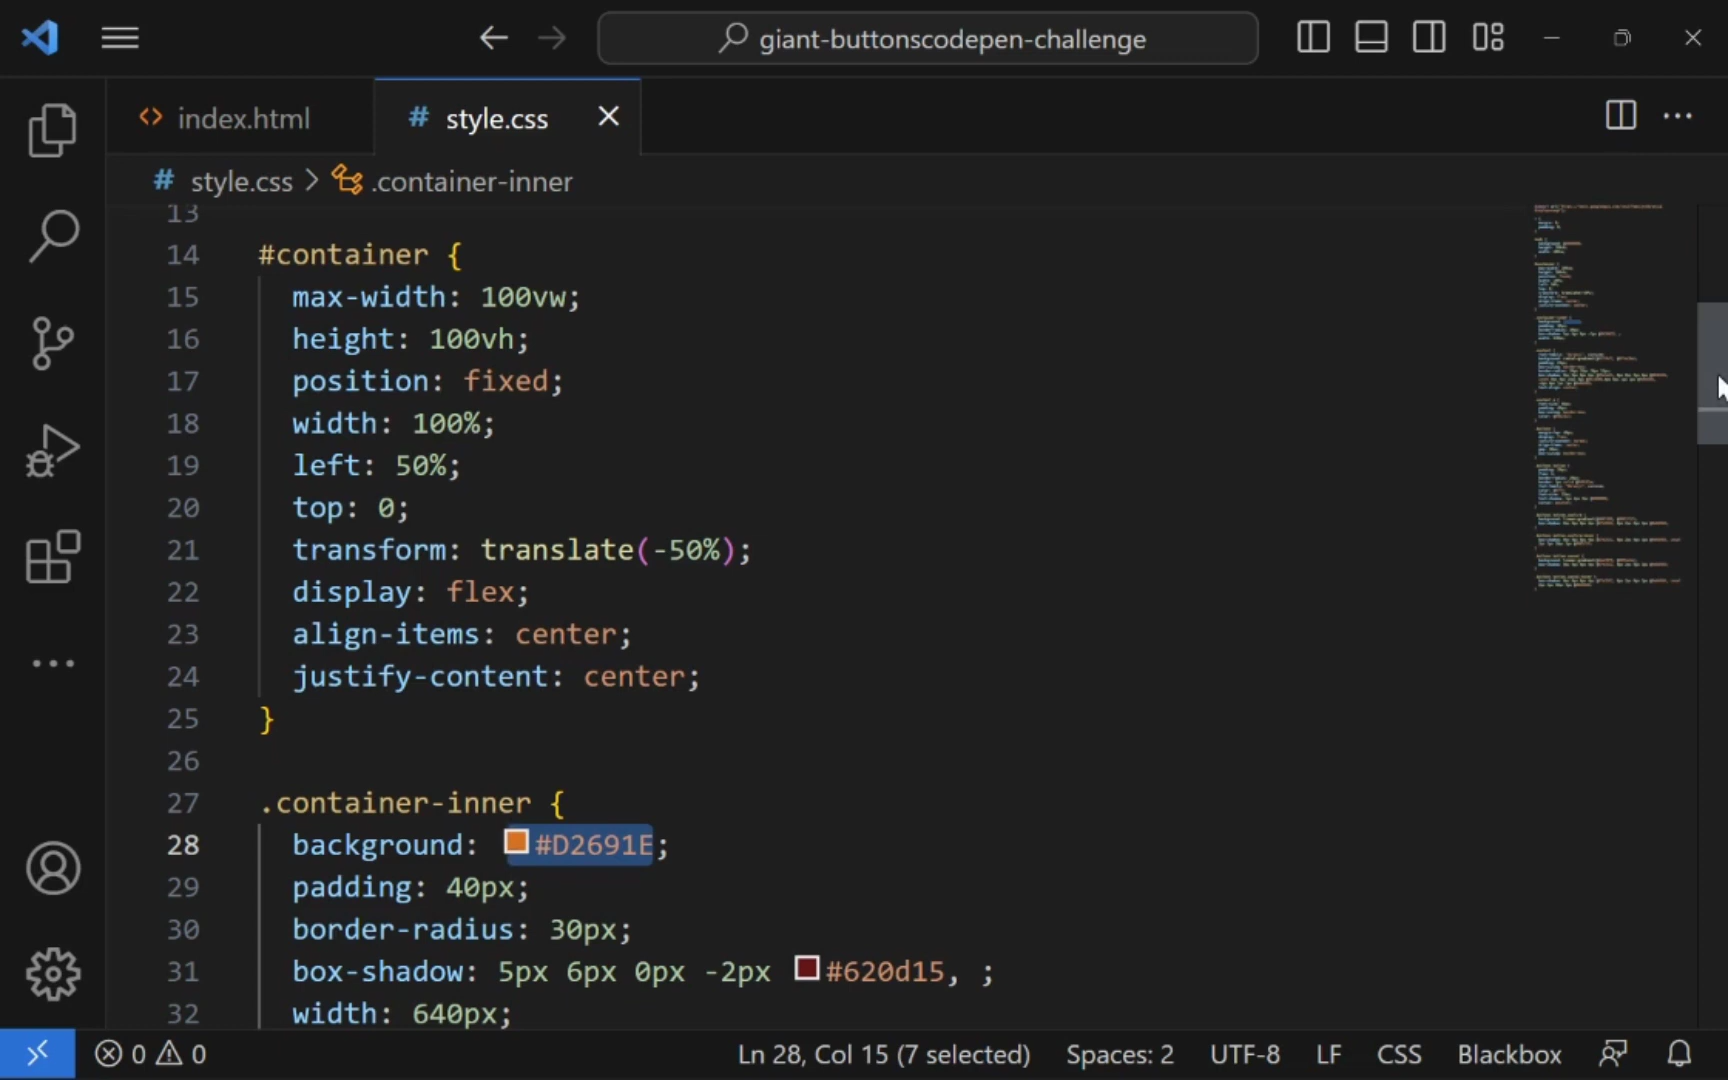 giant-buttonscodepen-challenge
index.html
# style.css
# style.css > .container-inner
13
14 #container {
15 max-width: 100vw;
16 height: 100vh;
17 position: fixed;
18 width: 100%;
19 left: 50%;
20 top: 0;
21 transform: translate(-50%);
22 display: flex;
23 align-items: center;
24 justify-content: center;
25 }
26
27 .container-inner {
28 background: #D2691E;
29 padding: 40px;
30 border-radius: 30px;
31 box-shadow: 5px 6px 0px -2px #620d15, ;
32 width: 640px;
0 0 Ln 28, Col 15 (7 selected) Spaces: 2 UTF-8 LF CSS Blackbox